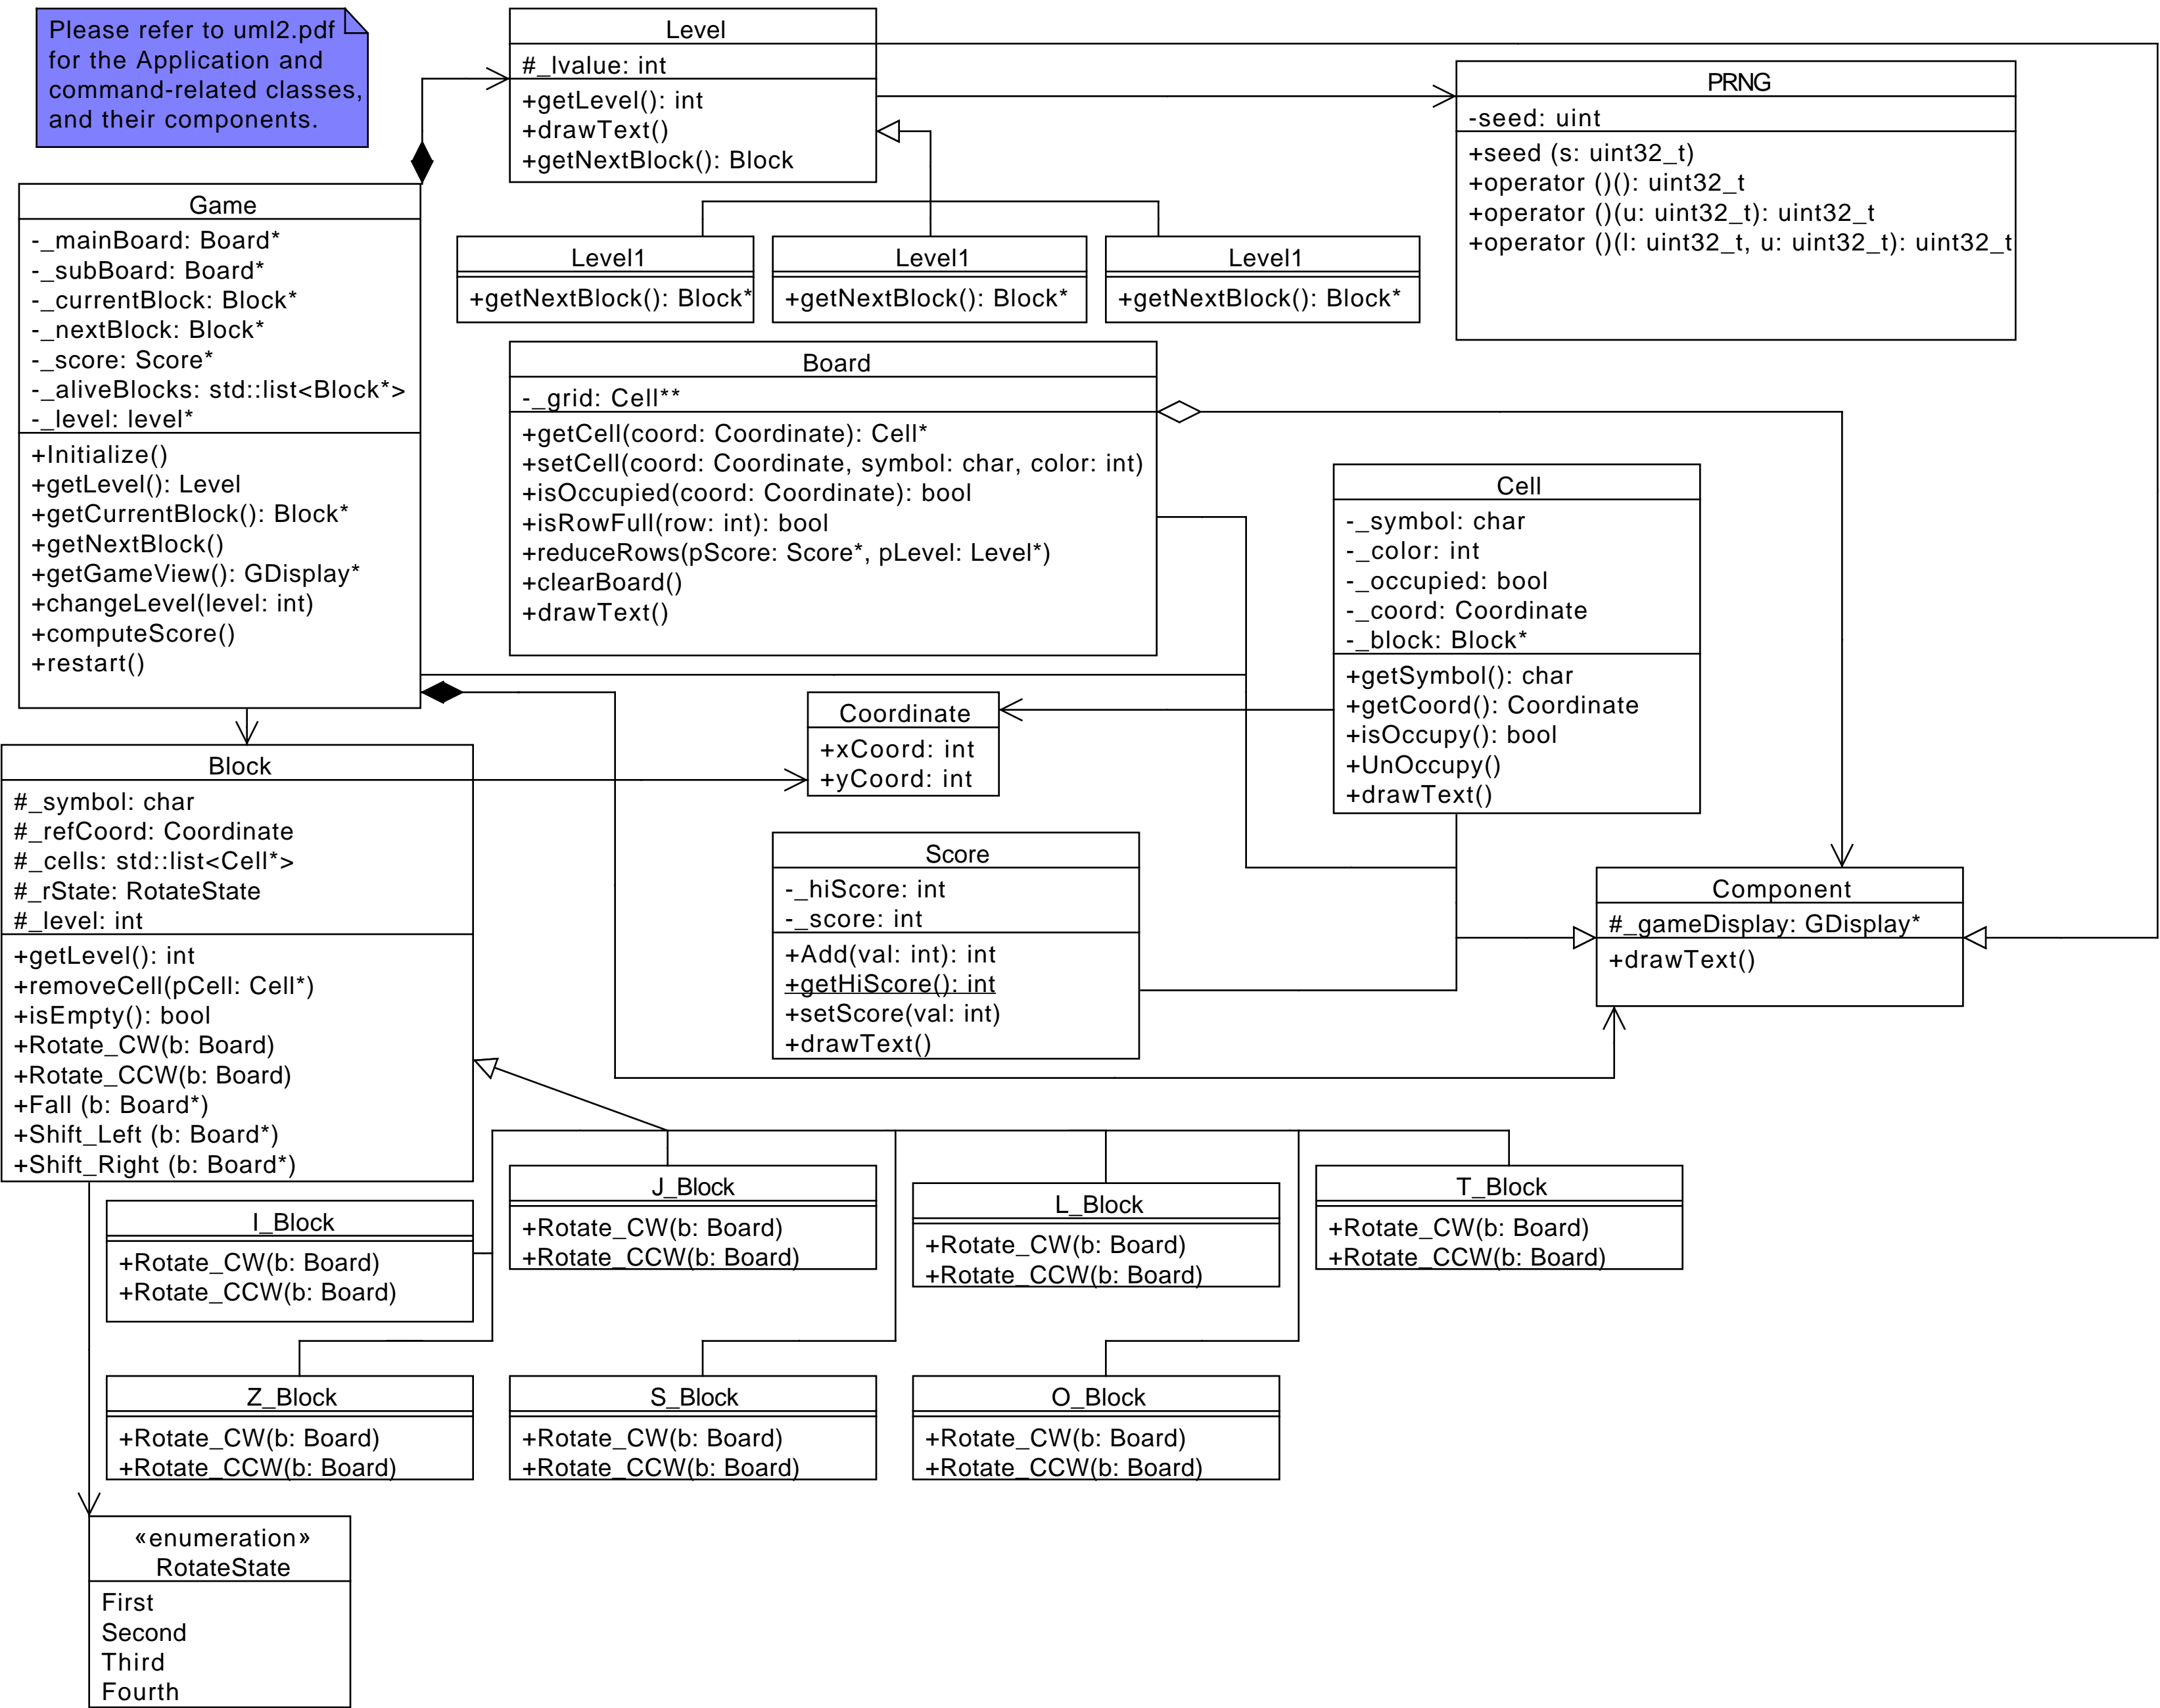 Please refer to uml2.pdf
for the Application and
command-related classes,
and their components.
Level
#_lvalue: int
+getLevel(): int
+drawText()
+getNextBlock(): Block
PRNG
-seed: uint
+seed (s: uint32_t)
+operator ()(): uint32_t
+operator ()(u: uint32_t): uint32_t
+operator ()(l: uint32_t, u: uint32_t): uint32_t
Game
-_mainBoard: Board*
-_subBoard: Board*
-_currentBlock: Block*
-_nextBlock: Block*
-_score: Score*
-_aliveBlocks: std::list<Block*>
-_level: level*
+Initialize()
+getLevel(): Level
+getCurrentBlock(): Block*
+getNextBlock()
+getGameView(): GDisplay*
+changeLevel(level: int)
+computeScore()
+restart()
Level1
+getNextBlock(): Block*
Level1
+getNextBlock(): Block*
Level1
+getNextBlock(): Block*
Board
-_grid: Cell**
+getCell(coord: Coordinate): Cell*
+setCell(coord: Coordinate, symbol: char, color: int)
+isOccupied(coord: Coordinate): bool
+isRowFull(row: int): bool
+reduceRows(pScore: Score*, pLevel: Level*)
+clearBoard()
+drawText()
Cell
-_symbol: char
-_color: int
-_occupied: bool
-_coord: Coordinate
-_block: Block*
+getSymbol(): char
+getCoord(): Coordinate
+isOccupy(): bool
+UnOccupy()
+drawText()
Coordinate
+xCoord: int
+yCoord: int
Block
#_symbol: char
#_refCoord: Coordinate
#_cells: std::list<Cell*>
#_rState: RotateState
#_level: int
+getLevel(): int
+removeCell(pCell: Cell*)
+isEmpty(): bool
+Rotate_CW(b: Board)
+Rotate_CCW(b: Board)
+Fall (b: Board*)
+Shift_Left (b: Board*)
+Shift_Right (b: Board*)
Score
-_hiScore: int
-_score: int
+Add(val: int): int
+getHiScore(): int
+setScore(val: int)
+drawText()
Component
#_gameDisplay: GDisplay*
+drawText()
I_Block
+Rotate_CW(b: Board)
+Rotate_CCW(b: Board)
J_Block
+Rotate_CW(b: Board)
+Rotate_CCW(b: Board)
L_Block
+Rotate_CW(b: Board)
+Rotate_CCW(b: Board)
T_Block
+Rotate_CW(b: Board)
+Rotate_CCW(b: Board)
Z_Block
+Rotate_CW(b: Board)
+Rotate_CCW(b: Board)
S_Block
+Rotate_CW(b: Board)
+Rotate_CCW(b: Board)
O_Block
+Rotate_CW(b: Board)
+Rotate_CCW(b: Board)
«enumeration»
RotateState
First
Second
Third
Fourth